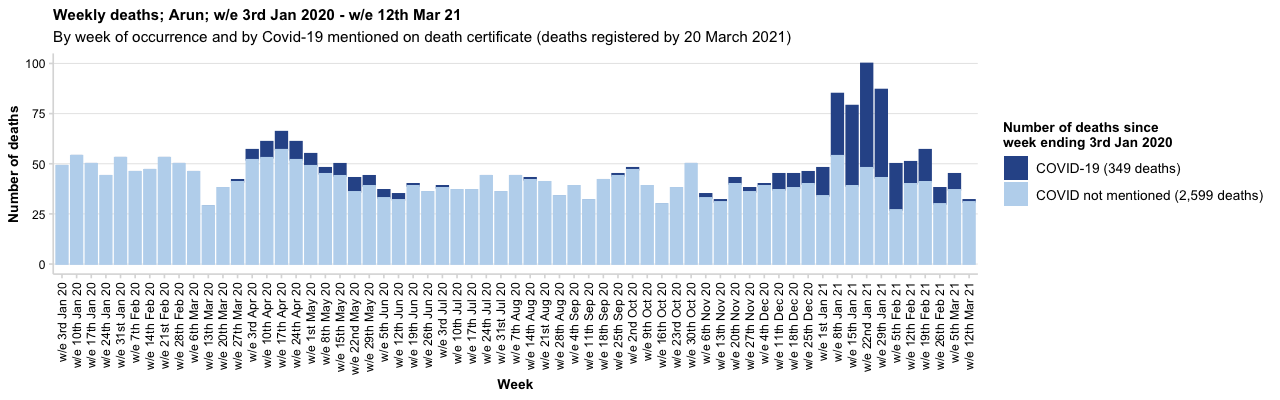 Weekly deaths; Arun; w/e 3rd Jan 2020 - w/e 12th Mar 21
By week of occurrence and by Covid-19 mentioned on death certificate (deaths registered by 20 March 2021)
Number of deaths
100
75
50
25
0
w/e 3rd Jan 20
w/e 10th Jan 20
w/e 17th Jan 20
w/e 24th Jan 20
w/e 31st Jan 20
w/e 7th Feb 20
w/e 14th Feb 20
w/e 21st Feb 20
w/e 28th Feb 20
w/e 6th Mar 20
w/e 13th Mar 20
w/e 20th Mar 20
w/e 27th Mar 20
w/e 3rd Apr 20
w/e 10th Apr 20
w/e 17th Apr 20
w/e 24th Apr 20
w/e 1st May 20
w/e 8th May 20
w/e 15th May 20
w/e 22nd May 20
w/e 29th May 20
w/e 5th Jun 20
w/e 12th Jun 20
w/e 19th Jun 20
w/e 26th Jun 20
w/e 3rd Jul 20
w/e 10th Jul 20
w/e 17th Jul 20
w/e 24th Jul 20
w/e 31st Jul 20
w/e 7th Aug 20
w/e 14th Aug 20
w/e 21st Aug 20
w/e 28th Aug 20
w/e 4th Sep 20
w/e 11th Sep 20
w/e 18th Sep 20
w/e 25th Sep 20
w/e 2nd Oct 20
w/e 9th Oct 20
w/e 16th Oct 20
w/e 23rd Oct 20
w/e 30th Oct 20
w/e 6th Nov 20
w/e 13th Nov 20
w/e 20th Nov 20
w/e 27th Nov 20
w/e 4th Dec 20
w/e 11th Dec 20
w/e 18th Dec 20
w/e 25th Dec 20
w/e 1st Jan 21
w/e 8th Jan 21
w/e 15th Jan 21
w/e 22nd Jan 21
w/e 29th Jan 21
w/e 5th Feb 21
w/e 12th Feb 21
w/e 19th Feb 21
w/e 26th Feb 21
w/e 5th Mar 21
w/e 12th Mar 21
Week
Number of deaths since
week ending 3rd Jan 2020
COVID-19 (349 deaths)
COVID not mentioned (2,599 deaths)